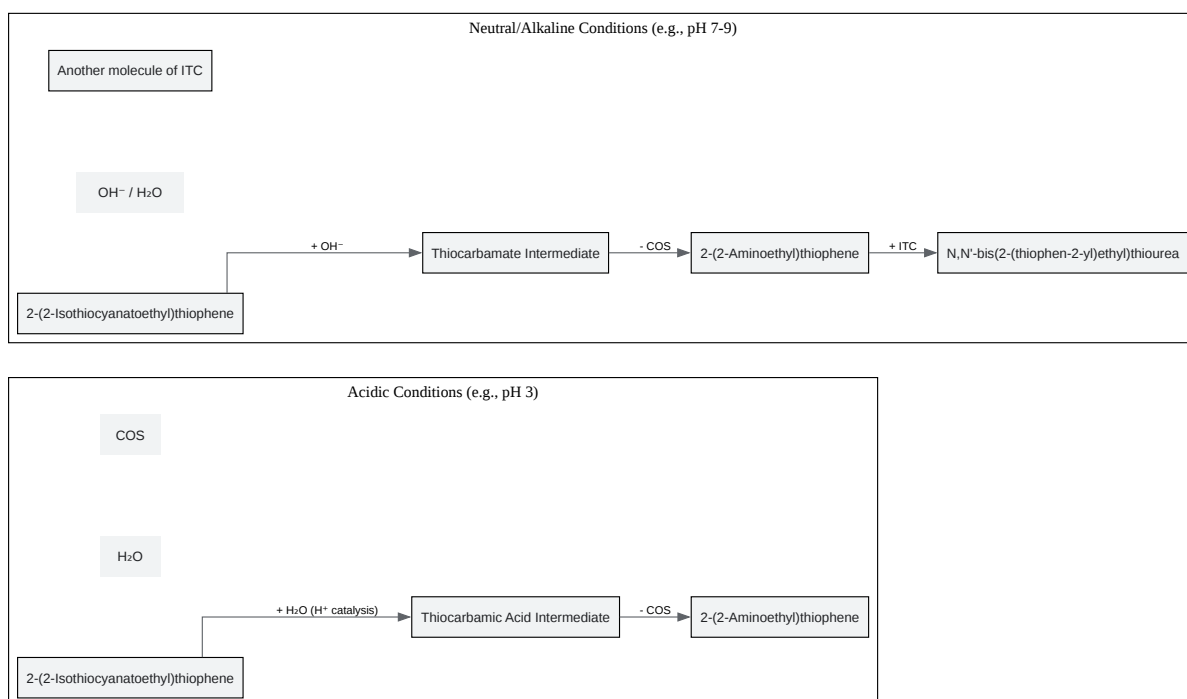 Neutral/Alkaline Conditions (e.g., pH 7-9)
Another molecule of ITC
OH⁻ / H₂O
+ OH⁻
Thiocarbamate Intermediate
- COS
2-(2-Aminoethyl)thiophene
+ ITC
N,N'-bis(2-(thiophen-2-yl)ethyl)thiourea
2-(2-Isothiocyanatoethyl)thiophene
Acidic Conditions (e.g., pH 3)
COS
H₂O
+ H₂O (H⁺ catalysis)
Thiocarbamic Acid Intermediate
- COS
2-(2-Aminoethyl)thiophene
2-(2-Isothiocyanatoethyl)thiophene